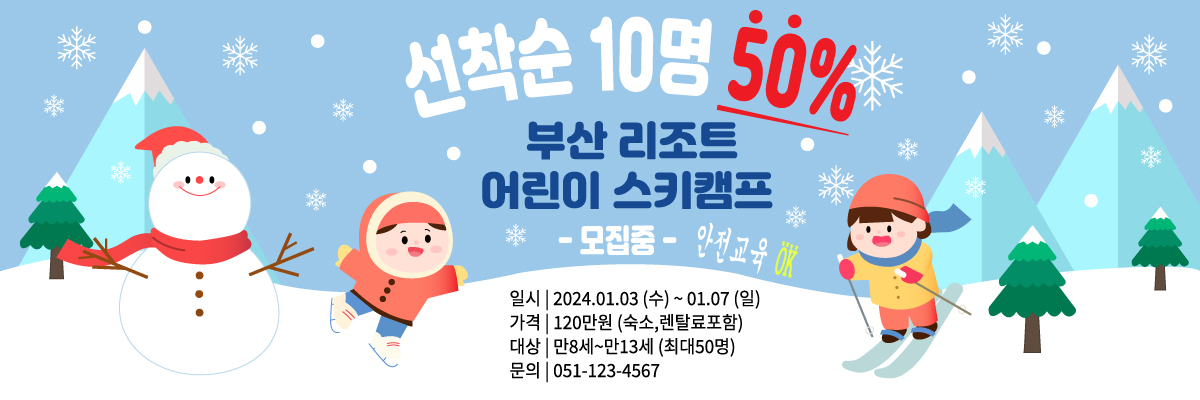 선착순 10명 50%
부산 리조트
어린이 스키캠프
- 모집중 - 안전교육 OK
일시 | 2024.01.03 (수) ~ 01.07 (일)
가격 | 120만원 (숙소,렌탈료포함)
대상 | 만8세~만13세 (최대50명)
문의 | 051-123-4567